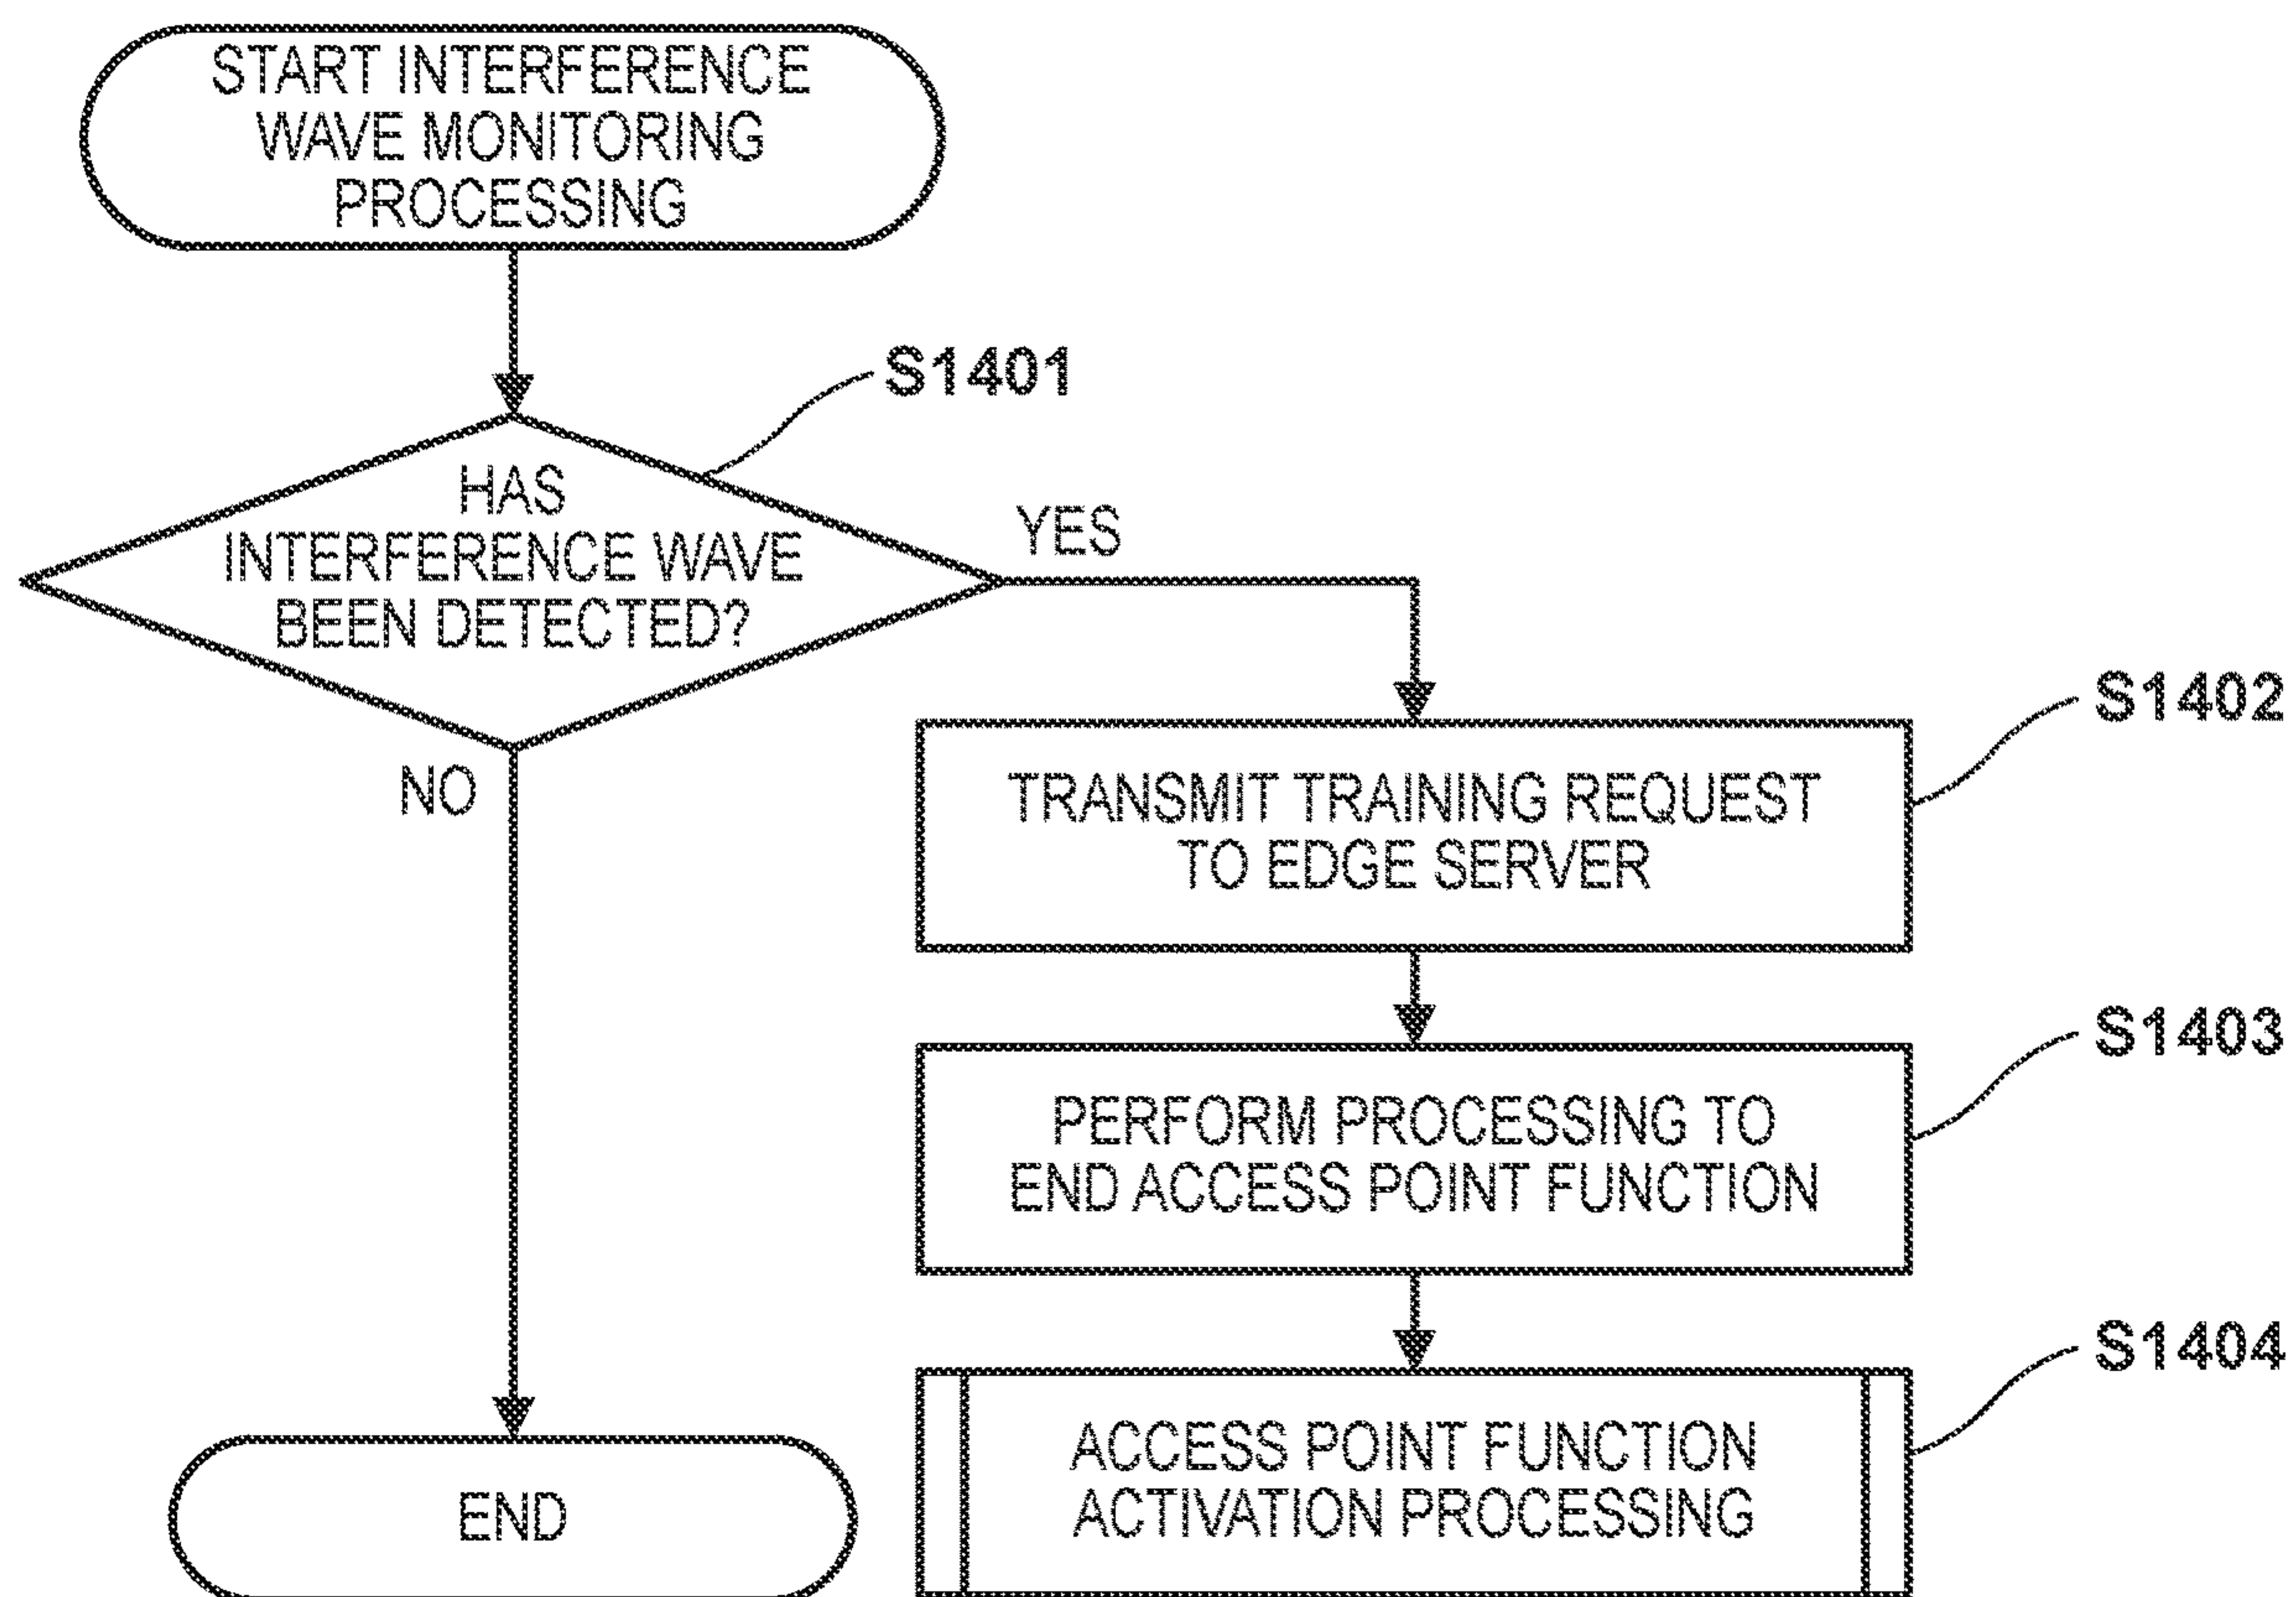 START INTERFERENCE
WAVE MONITORING
PROCESSING
S1401
HAS
INTERFERENCE WAVE
BEEN DETECTED?
YES
NO
S1402
TRANSMIT TRAINING REQUEST
TO EDGE SERVER
S1403
PERFORM PROCESSING TO
END ACCESS POINT FUNCTION
S1404
ACCESS POINT FUNCTION
ACTIVATION PROCESSING
END